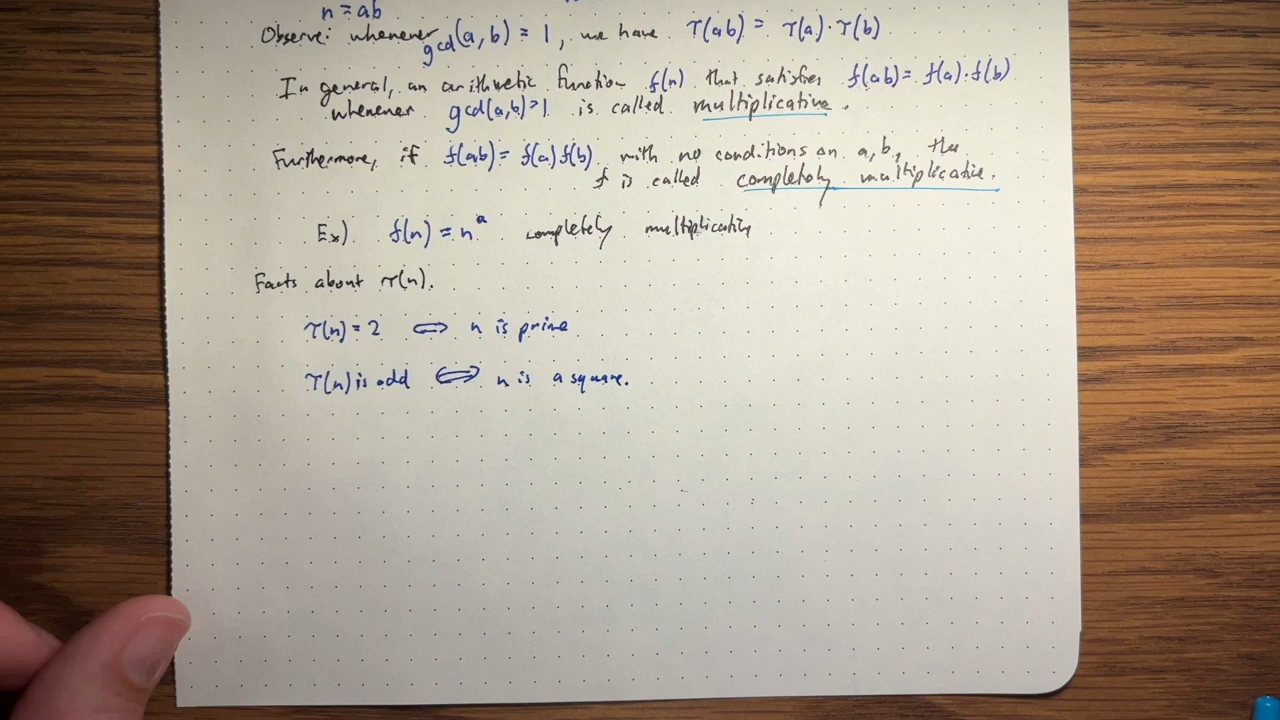 n = ab
Observe: whenever gcd(a,b) = 1, we have τ(ab) = τ(a)·τ(b)
In general, an arithmetic function f(n) that satisfies f(ab) = f(a)·f(b)
whenever gcd(a,b)=1 is called multiplicative.
Furthermore, if f(ab) = f(a)f(b) with no conditions on a,b, then
f is called completely multiplicative.
Ex). f(n) = nᵃ completely multiplicative
Facts about τ(n).
τ(n) = 2 ⟺ n is prime
τ(n) is odd ⟺ n is a square.